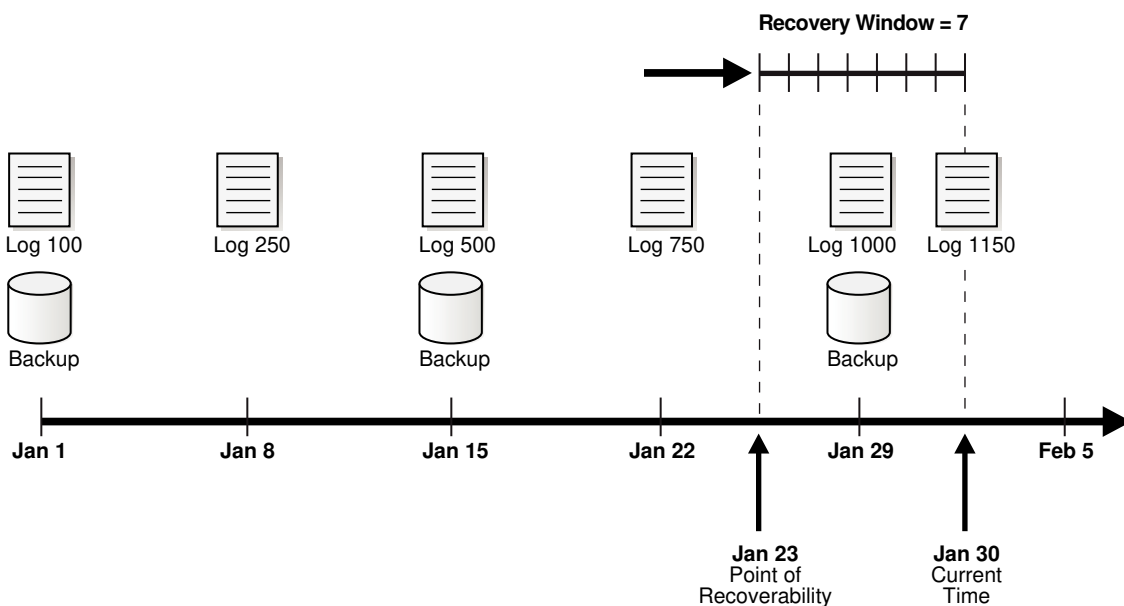 Recovery Window = 7
Log 100
Log 250
Log 500
Log 750
Log 1000
Log 1150
Backup
Backup
Backup
Jan 1
Jan 8
Jan 15
Jan 22
Jan 29
Feb 5
Jan 23
Point of
Recoverability
Jan 30
Current
Time